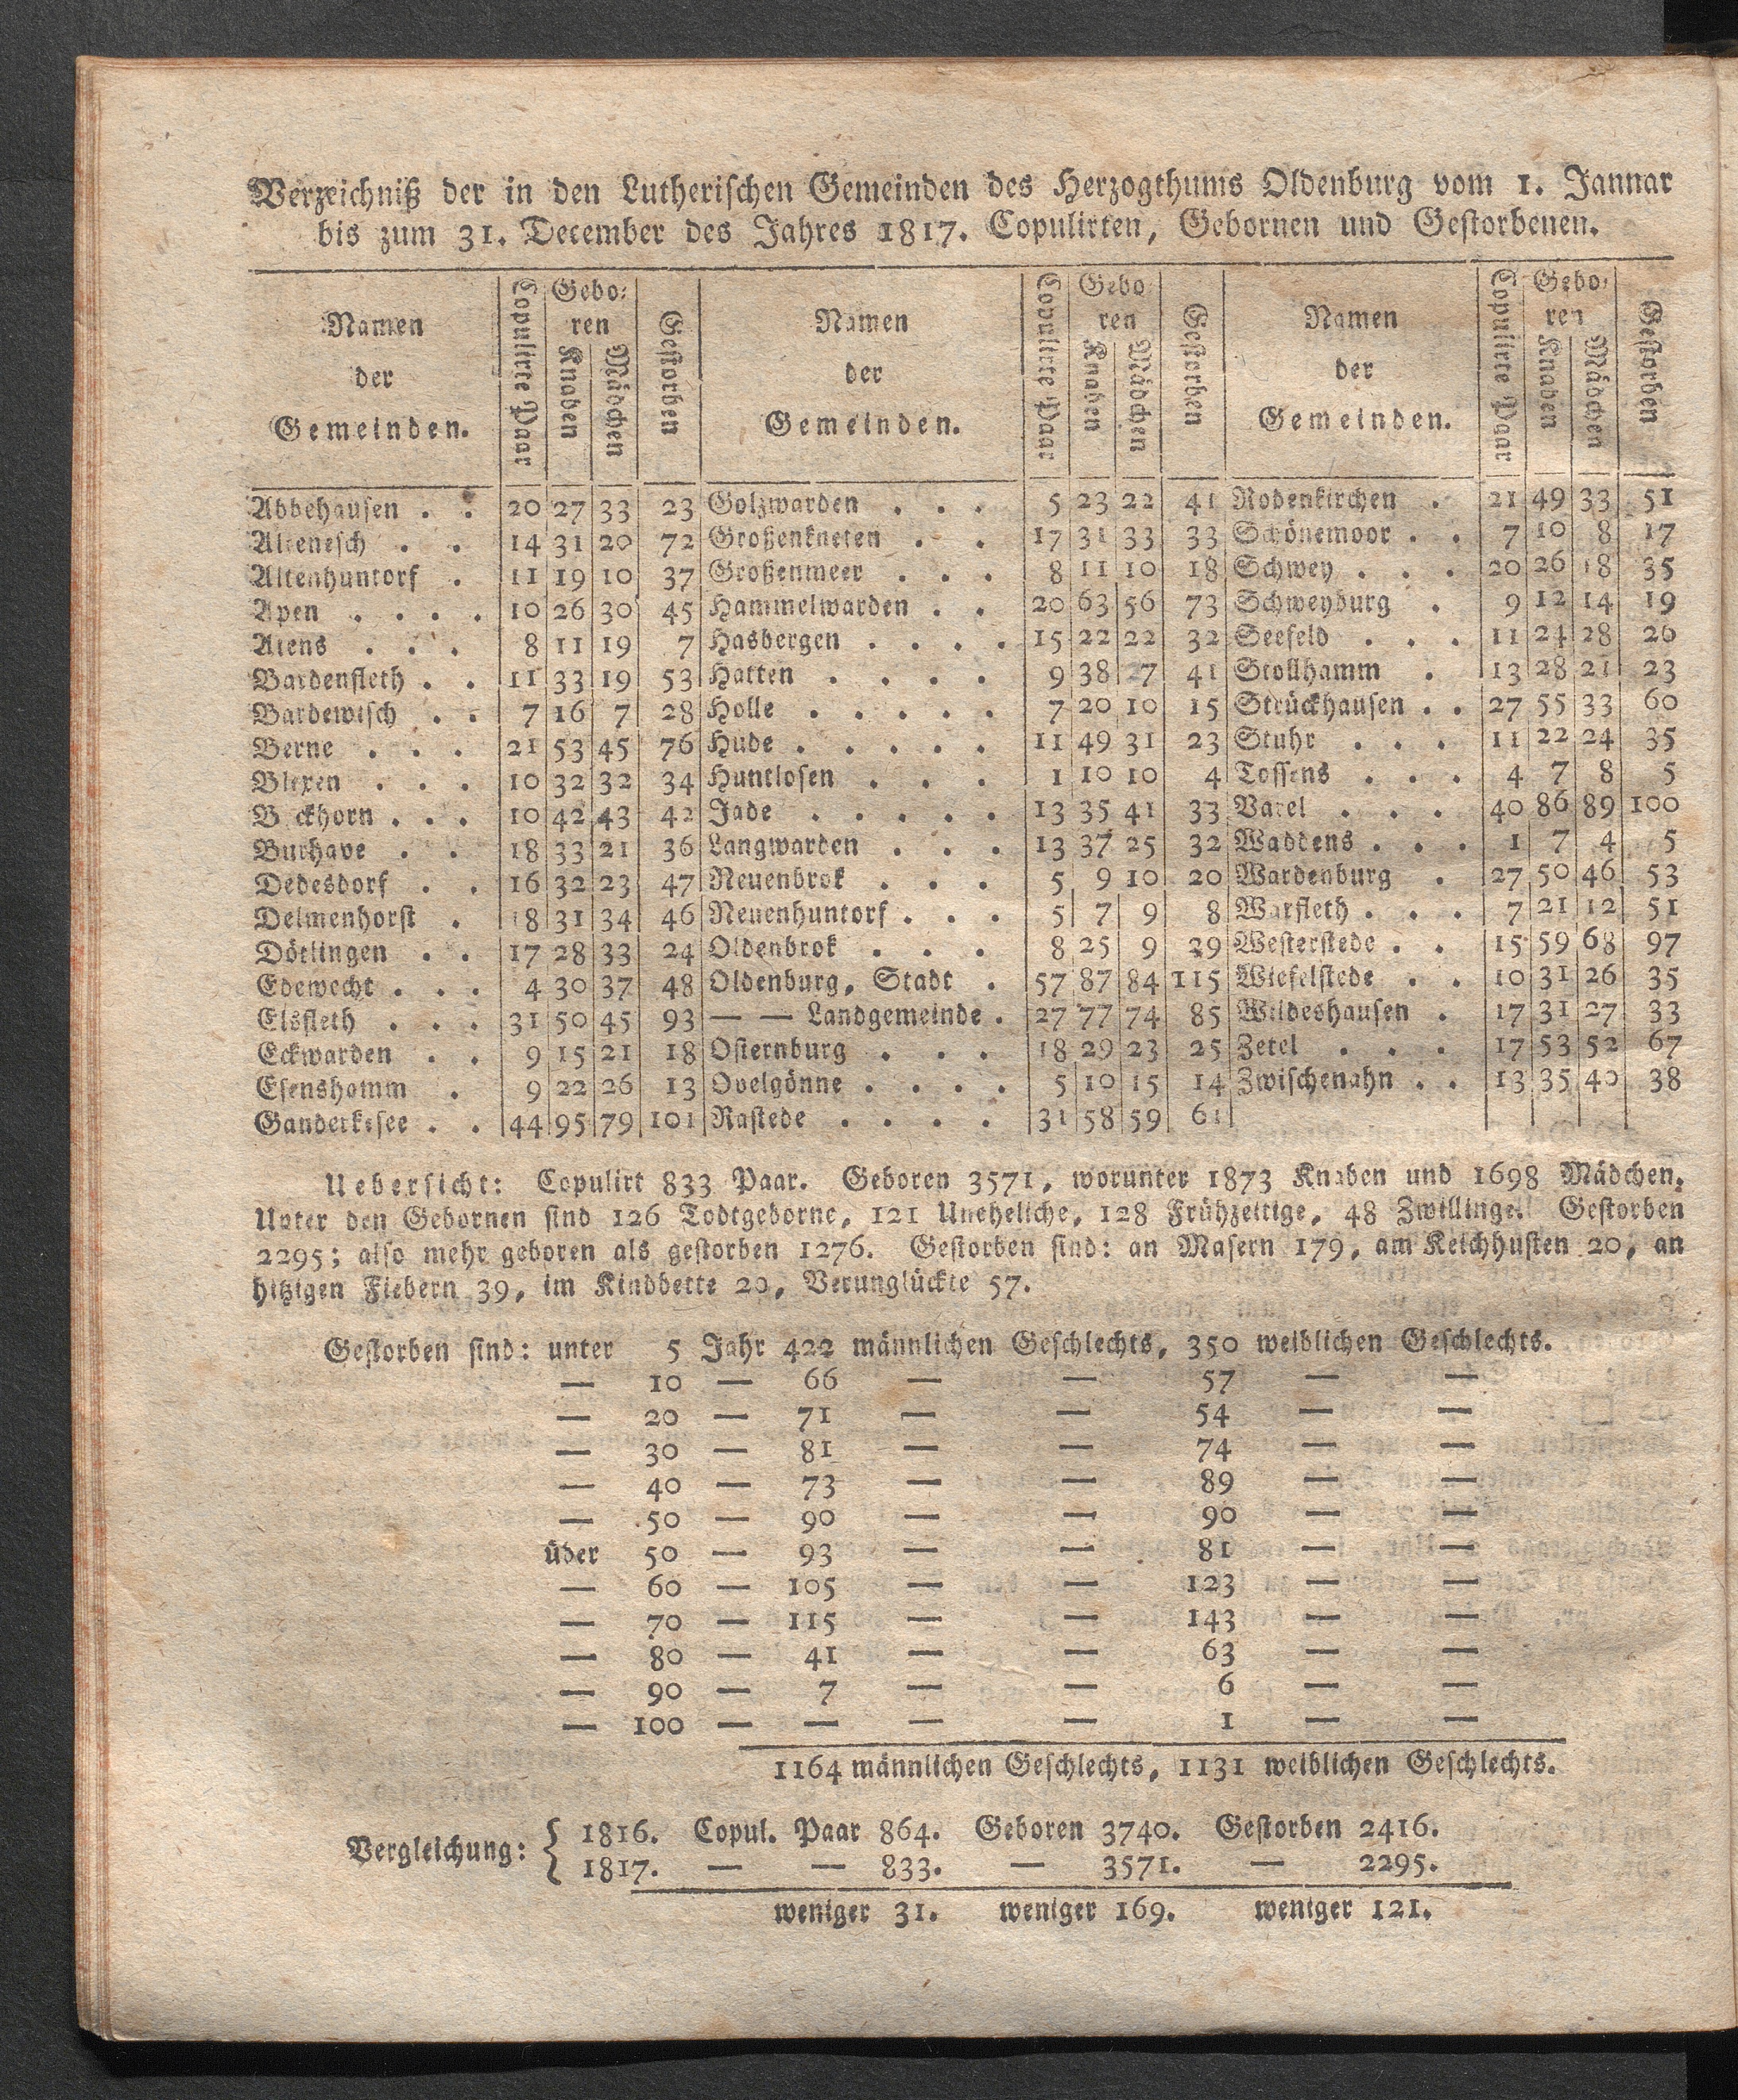 Verzeichniß der in den Lutherischen Gemeinden des Herzogthums Oldenburg vom 1. Januar
bis zum 31. December des Jahres 1817. Copulirten, Gebornen und Gestorbenen.
Namen der Gemeinden. Copulirte Paar Geboren Knaben Mädchen Gestorben Namen der Gemeinden. Copulirte Paar Geboren Knaben Mädchen Gestorben Namen der Gemeinden. Copulirte Paar Geboren Knaben Mädchen Gestorben
Abbehausen . . 20 27 33 23 Golzwarden . . . 5 23 22 41 Rodenkirchen . 21 49 33 51
Altenesch . . 14 31 20 72 Großenkneten . . 17 31 33 33 Schönemoor . . 7 10 8 17
Altenhuntorf . 11 19 10 37 Großenmeer . . . 8 11 10 18 Schwey . . . 20 26 18 35
Apen . . . . 10 26 30 45 Hammelwarden . . 20 63 56 73 Schweyburg . 9 12 14 19
Atens . . . 8 11 19 7 Hasbergen . . . . 15 22 22 32 Seefeld . . . 11 24 28 26
Bardenfleth . . 11 33 19 53 Hatten . . . . 9 38 27 41 Stollhamm . 13 28 21 23
Bardewisch . . 7 16 7 28 Holle . . . . . 7 20 10 15 Strückhausen . . 27 55 33 60
Berne . . . 21 53 45 76 Hude . . . . . 11 49 31 23 Stuhr . . . 11 22 24 35
Blexen . . . 10 32 32 34 Huntlosen . . . 1 10 10 4 Tossens . . . 4 7 8 5
B ckhorn . . . 10 42 43 42 Jade . . . . . 13 35 41 33 Varel . . . 40 86 89 100
Burhave . . 18 33 21 36 Langwarden . . . 13 37 25 32 Waddens . . . 1 7 4 5
Dedesdorf . . 16 32 23 47 Neuenbrok . . . 5 9 10 20 Wardenburg . 27 50 46 53
Delmenhorst . 18 31 34 46 Neuenhuntorf . . . 5 7 9 8 Warfleth . . . 7 21 12 51
Dötlingen . . 17 28 33 24 Oldenbrok . . . 8 25 9 29 Westerstede . . 15 59 68 97
Edewecht . . . 4 30 37 48 Oldenburg, Stadt . 57 87 84 115 Wiefelstede . . 10 31 26 35
Elsfleth . . . 31 50 45 93 — — Landgemeinde . 27 77 74 85 Wildeshausen . 17 31 27 33
Eckwarden . . 9 15 21 18 Osternburg . . . 18 29 23 25 Zetel . . . 17 53 52 67
Esenshamm . 9 22 26 13 Ovelgönne . . . . 5 10 15 14 Zwischenahn . . 13 35 40 38
Ganderkesee . . 44 95 79 101 Rastede . . . . 31 58 59 61
Uebersicht: Copulirt 833 Paar. Geboren 3571, worunter 1873 Knaben und 1698 Mädchen.
Unter den Gebornen sind 126 Todtgeborne, 121 Uneheliche, 128 Frühzeitige, 48 Zwillinge. Gestorben
2295; also mehr geboren als gestorben 1276. Gestorben sind: an Masern 179, am Keichhusten 20, an
hitzigen Fiebern 39, im Kindbette 20, Verunglückte 57.
Gestorben sind: unter 5 Jahr 422 männlichen Geschlechts, 350 weiblichen Geschlechts.
— 10 — 66 — — 57 — —
— 20 — 71 — — 54 — —
— 30 — 81 — — 74 — —
— 40 — 73 — — 89 — —
— 50 — 90 — — 90 — —
über 50 — 93 — — 81 — —
— 60 — 105 — — 123 — —
— 70 — 115 — — 143 — —
— 80 — 41 — — 63 — —
— 90 — 7 — — 6 — —
— 100 — — — — 1 — —
1164 männlichen Geschlechts, 1131 weiblichen Geschlechts.
Vergleichung: { 1816. Copul. Paar 864. Geboren 3740. Gestorben 2416.
1817. — — 833. — 3571. — 2295.
weniger 31. weniger 169. weniger 121.